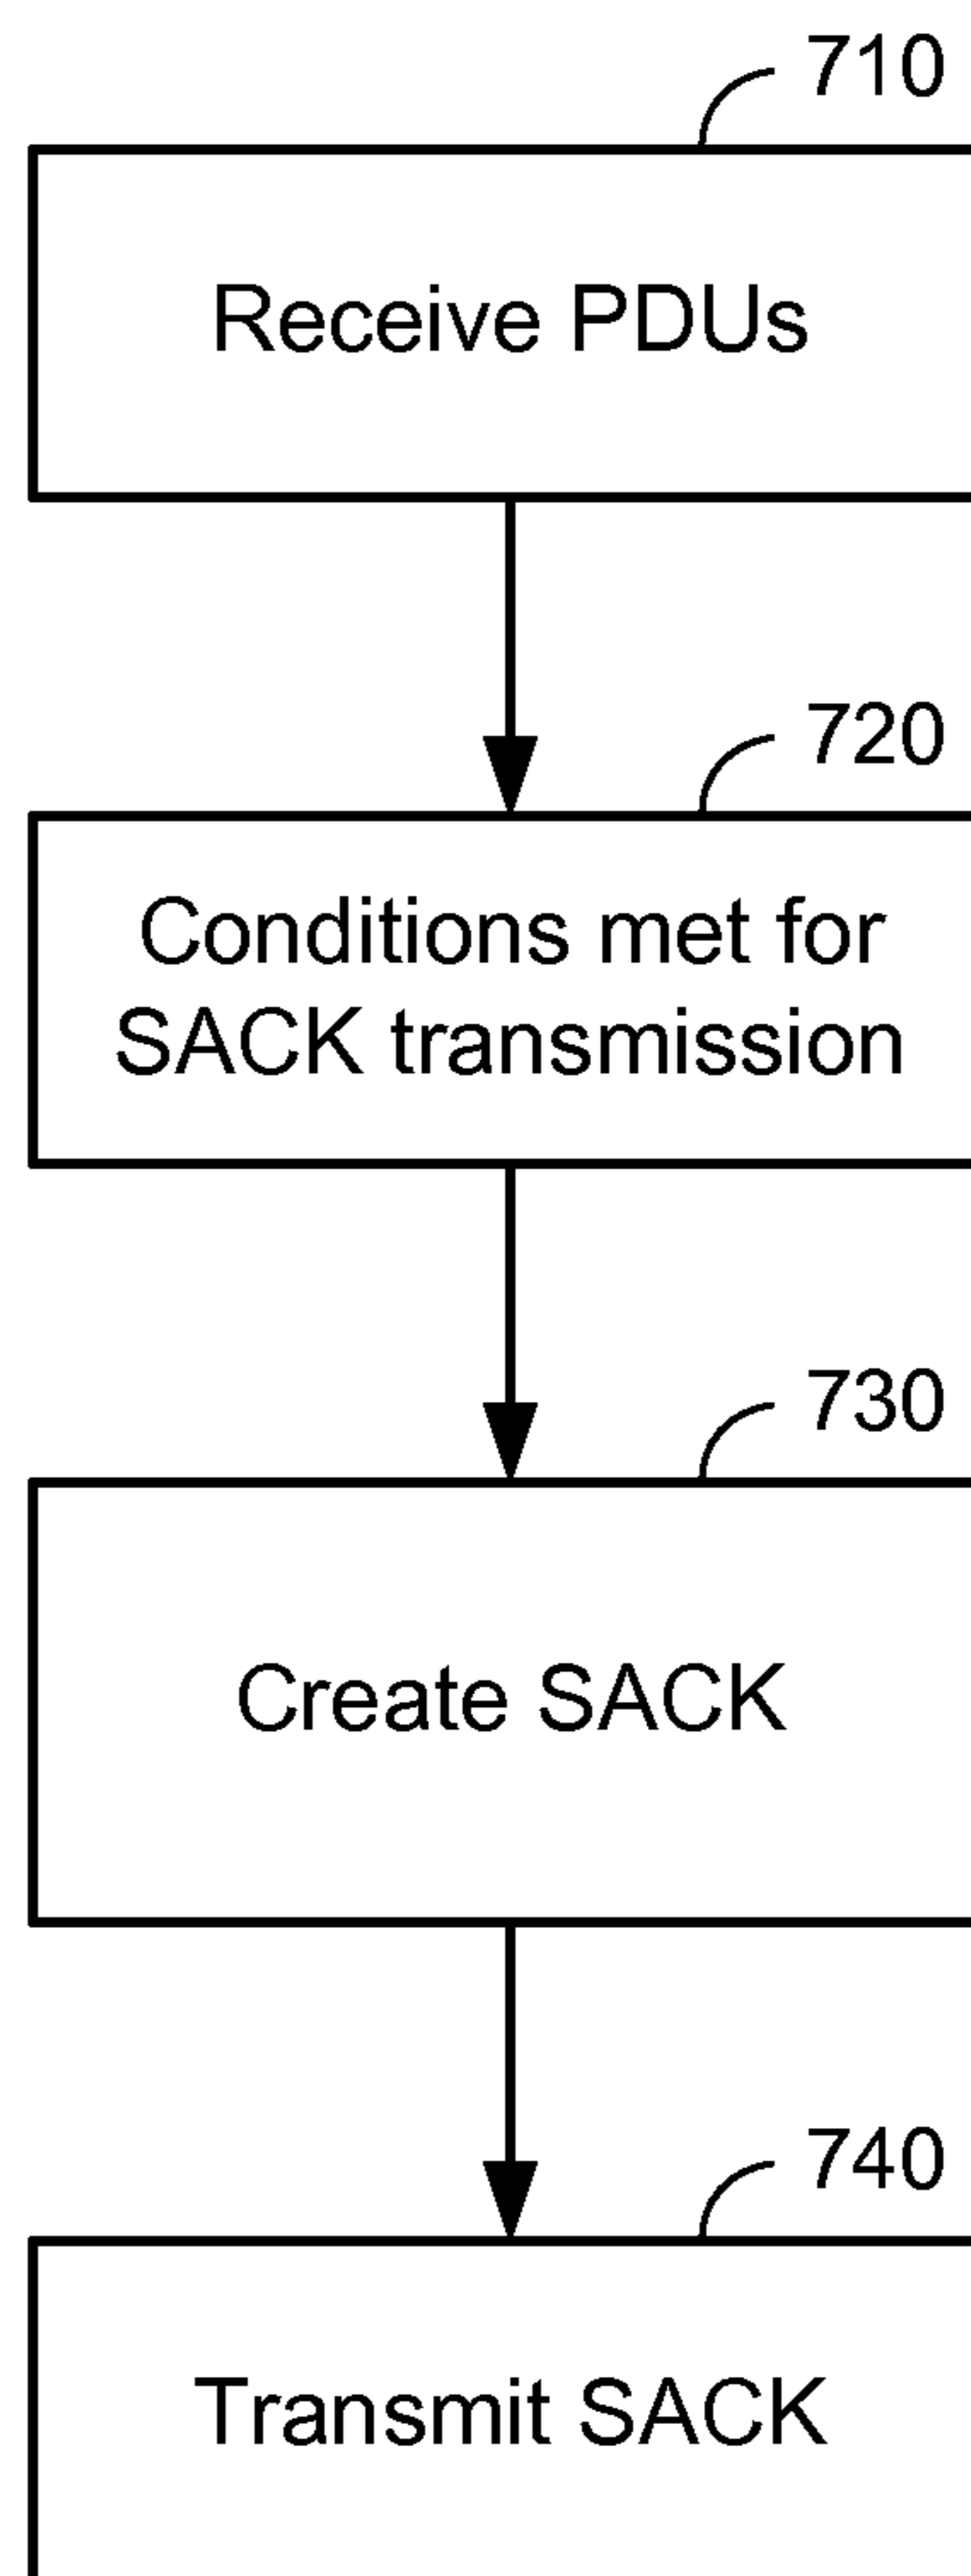 710
Receive PDUs
720
Conditions met for
SACK transmission
730
Create SACK
740
Transmit SACK